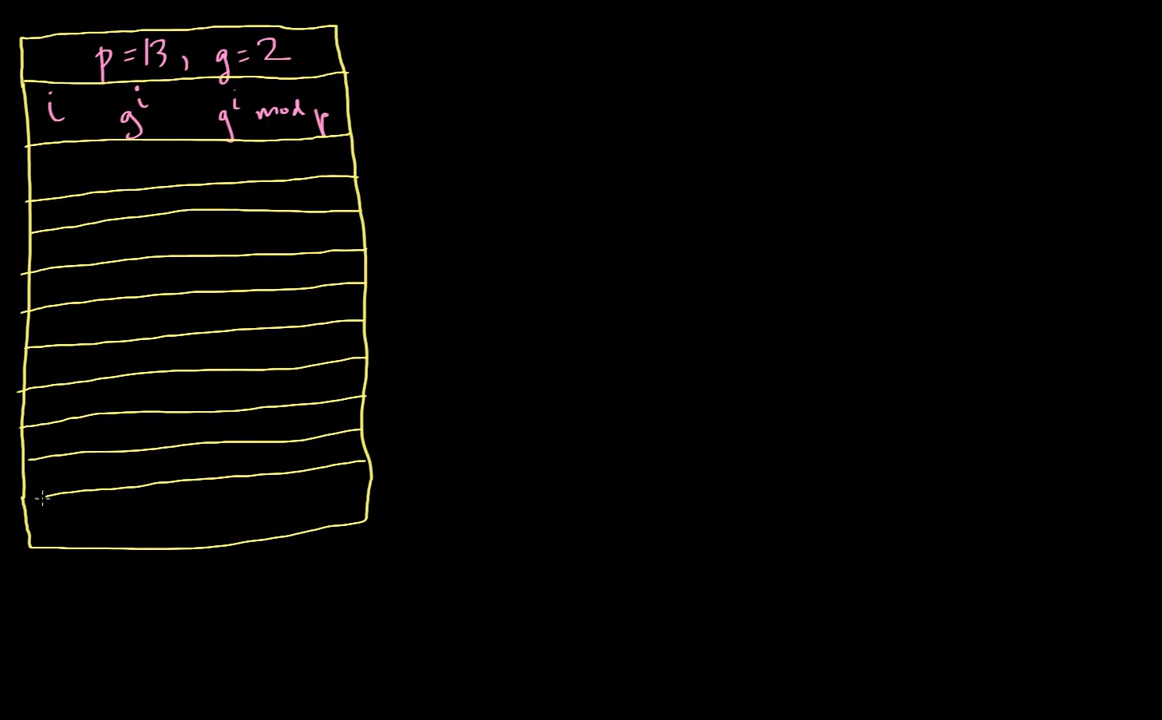 p = 13, g = 2
i g^i g^i mod p